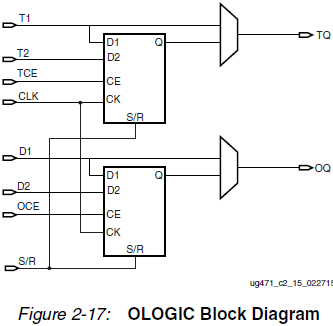 T1
TQ
D1 Q
T2
D2
TCE
CE
CLK
CK
S/R
D1
D1 Q
OQ
D2
D2
OCE
CE
CK
S/R
S/R
ug471_c2_15_022715
Figure 2-17: OLOGIC Block Diagram